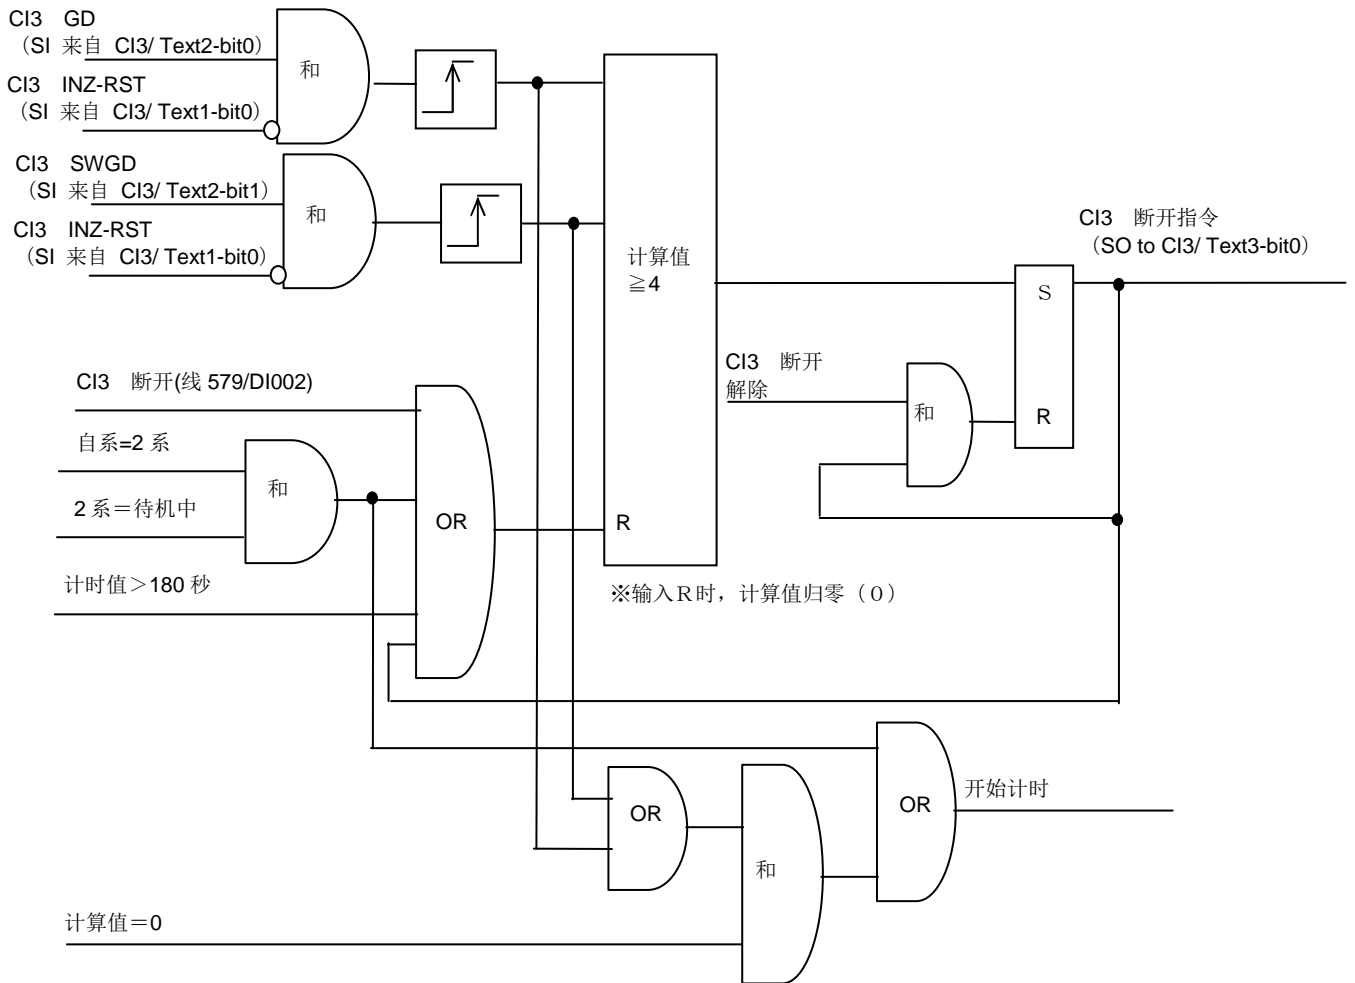 CI3 GD
（SI 来自 CI3/ Text2-bit0）
和
CI3 INZ-RST
（SI 来自 CI3/ Text1-bit0）
CI3 SWGD
（SI 来自 CI3/ Text2-bit1）
和
CI3 INZ-RST
（SI 来自 CI3/ Text1-bit0）
计算值
≧4
CI3 断开指令
（SO to CI3/ Text3-bit0）
S
CI3 断开
解除
和
R
CI3 断开(线 579/DI002)
自系=2 系
和
2 系＝待机中
OR
R
计时值＞180 秒
※输入R时，计算值归零（0）
OR
和
OR
开始计时
计算值＝0